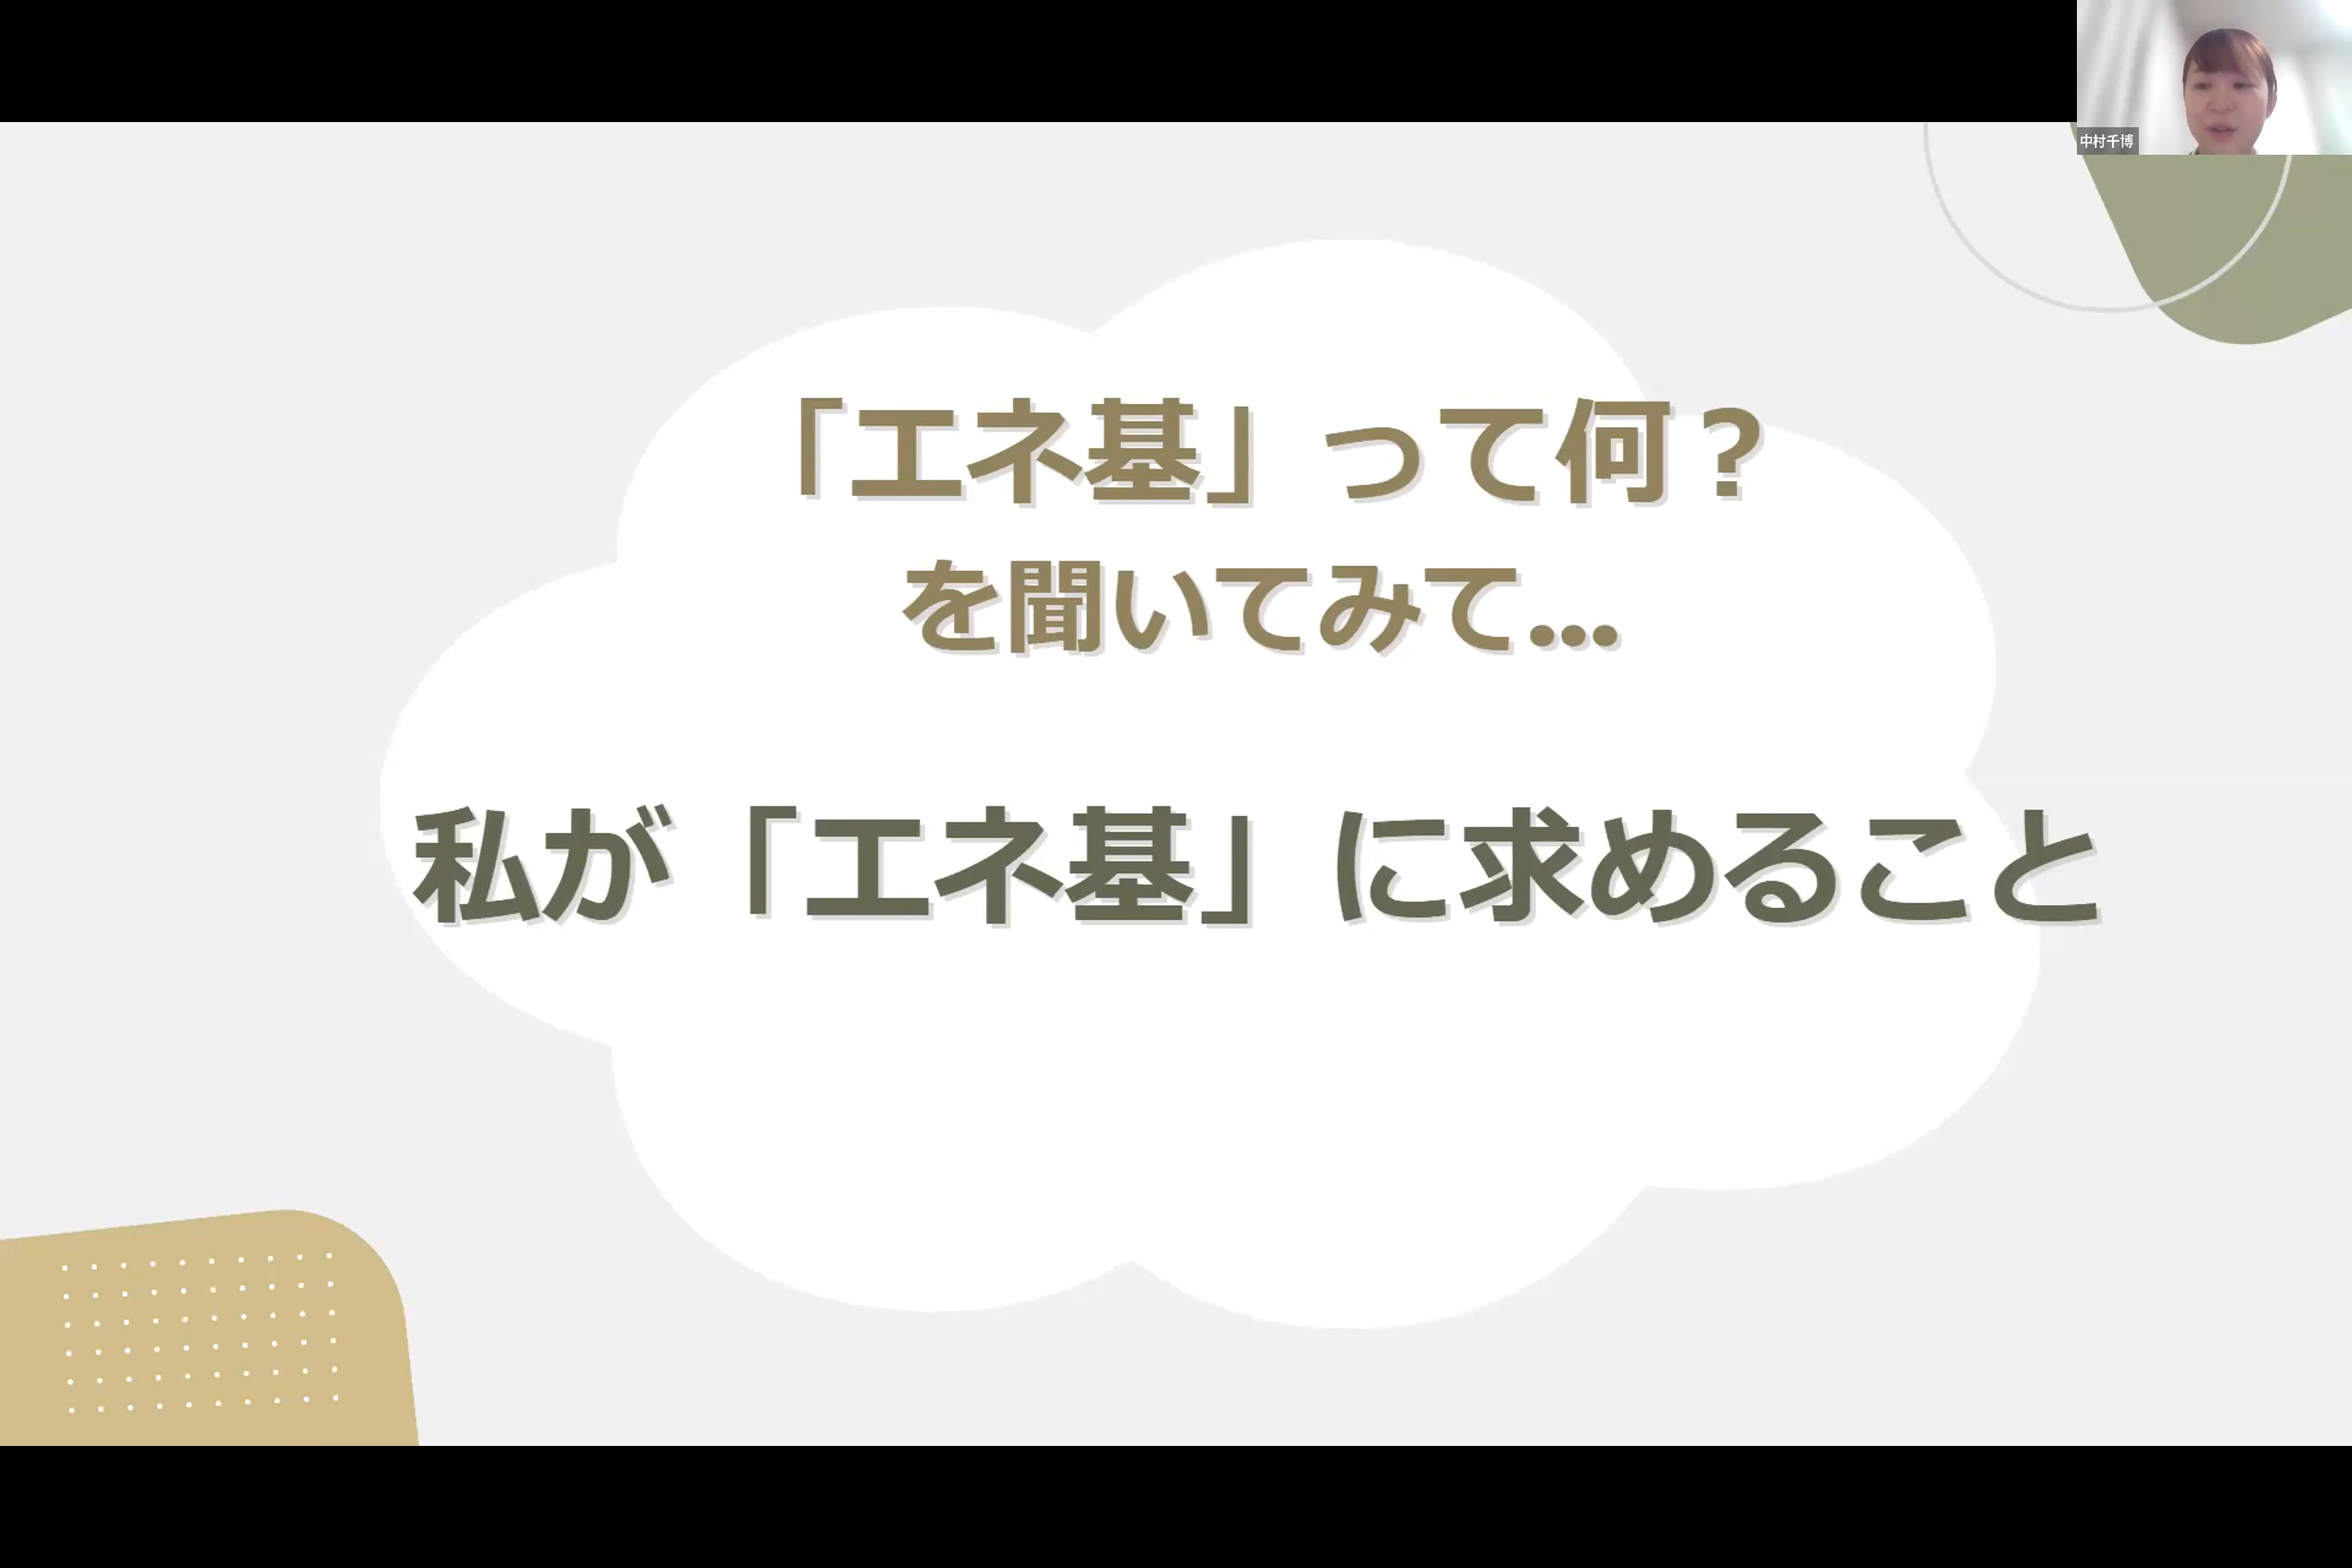 中村千博
「エネ基」って何？
を聞いてみて...
私が「エネ基」に求めること